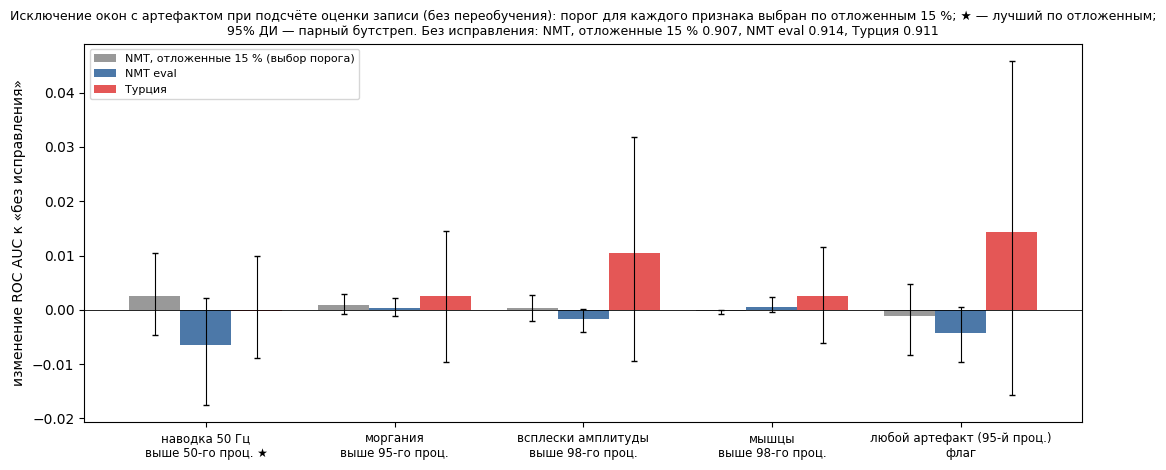 Исключение окон с артефактом при подсчёте оценки записи (без переобучения): порог для каждого признака выбран по отложенным 15 %; ★ — лучший по отложенным;
95% ДИ — парный бутстреп. Без исправления: NMT, отложенные 15 % 0.907, NMT eval 0.914, Турция 0.911
NMT, отложенные 15 % (выбор порога)
NMT eval
Турция
изменение ROC AUC к «без исправления»
0.04
0.03
0.02
0.01
0.00
−0.01
−0.02
наводка 50 Гц
выше 50-го проц. ★
моргания
выше 95-го проц.
всплески амплитуды
выше 98-го проц.
мышцы
выше 98-го проц.
любой артефакт (95-й проц.)
флаг